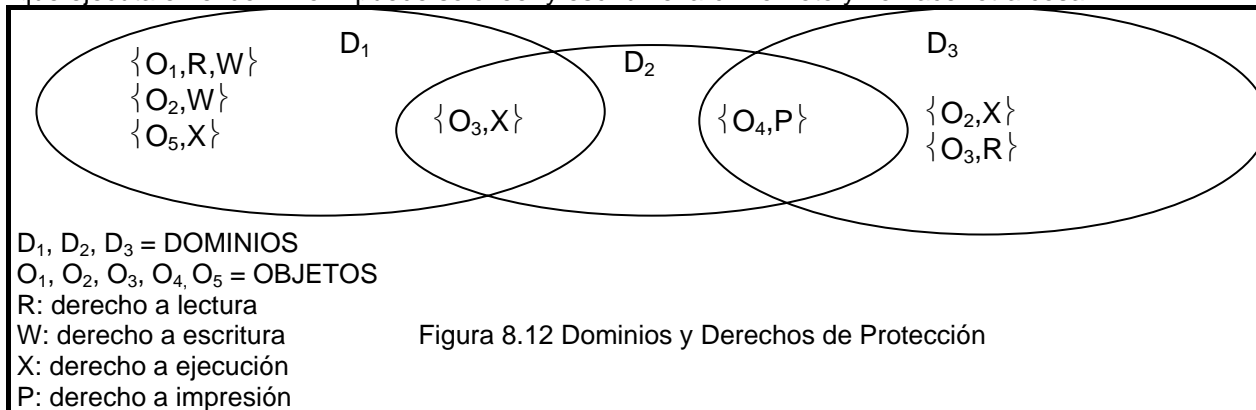 D₁
D₂
D₃
{O₁,R,W}
{O₂,W}
{O₅,X}
{O₃,X}
{O₄,P}
{O₂,X}
{O₃,R}
D₁, D₂, D₃ = DOMINIOS
O₁, O₂, O₃, O₄, O₅ = OBJETOS
R: derecho a lectura
W: derecho a escritura
Figura 8.12 Dominios y Derechos de Protección
X: derecho a ejecución
P: derecho a impresión